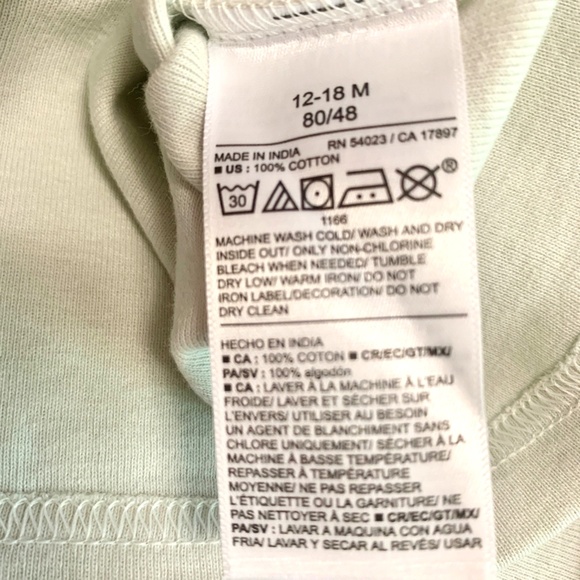 12-18 M
80/48
RN 54023 / CA 17897
MADE IN INDIA
■ US : 100% COTTON
30 ®
1166
MACHINE WASH COLD/ WASH AND DRY
INSIDE OUT/ ONLY NON-CHLORINE
BLEACH WHEN NEEDED/ TUMBLE
DRY LOW/ WARM IRON/ DO NOT
IRON LABEL/DECORATION/ DO NOT
DRY CLEAN
HECHO EN INDIA
■ CA : 100% COTON ■ CR/EC/GT/MX/
PA/SV : 100% algodón
■ CA : LAVER À LA MACHINE À L'EAU
FROIDE/ LAVER ET SÉCHER SUR
L'ENVERS/ UTILISER AU BESOIN
UN AGENT DE BLANCHIMENT SANS
CHLORE UNIQUEMENT/ SÉCHER À LA
MACHINE À BASSE TEMPÉRATURE/
REPASSER À TEMPÉRATURE
MOYENNE/ NE PAS REPASSER
L'ÉTIQUETTE OU LA GARNITURE/ NE
PAS NETTOYER À SEC ■ CR/EC/GT/MX/
PA/SV : LAVAR A MAQUINA CON AGUA
FRIA/ LAVAR Y SECAR AL REVÉS/ USAR